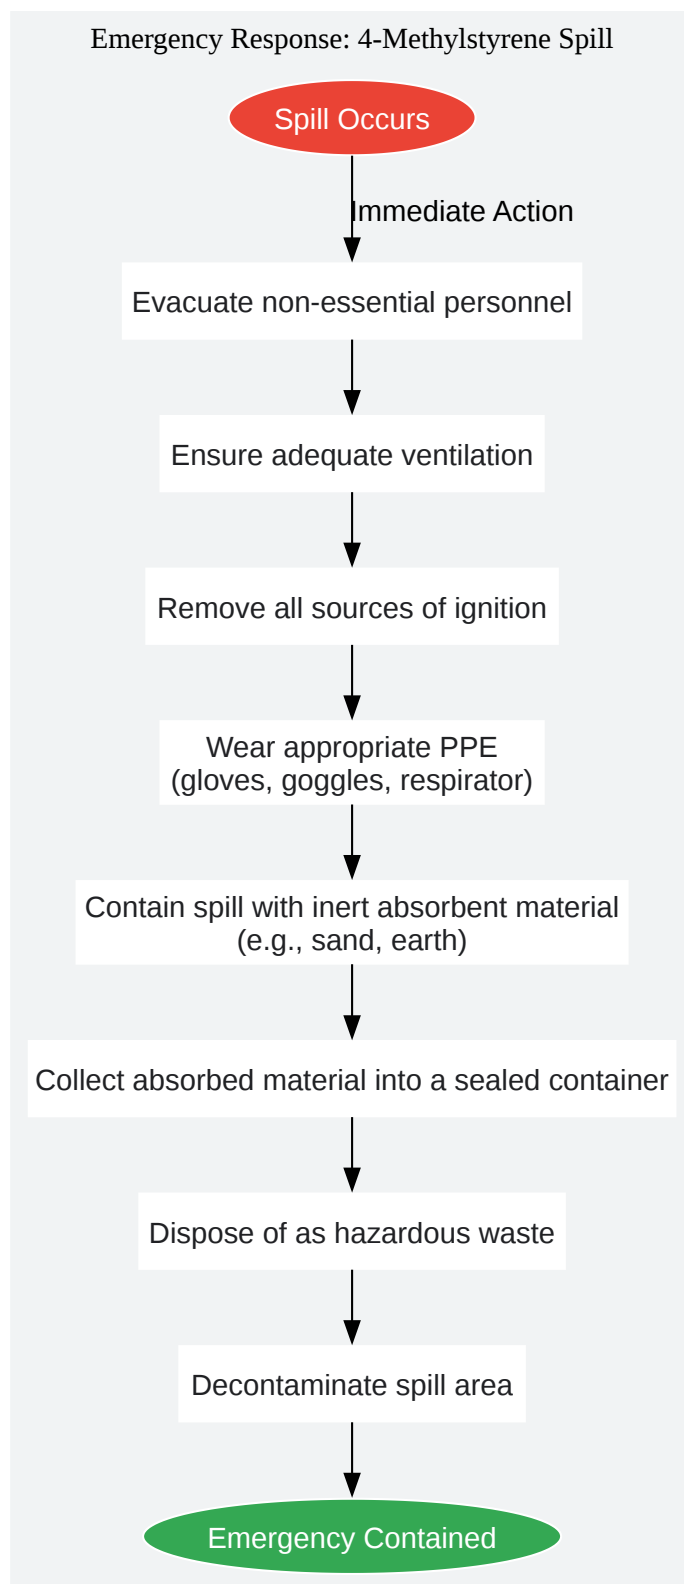 Emergency Response: 4-Methylstyrene Spill
Spill Occurs
Immediate Action
Evacuate non-essential personnel
Ensure adequate ventilation
Remove all sources of ignition
Wear appropriate PPE
(gloves, goggles, respirator)
Contain spill with inert absorbent material
(e.g., sand, earth)
Collect absorbed material into a sealed container
Dispose of as hazardous waste
Decontaminate spill area
Emergency Contained